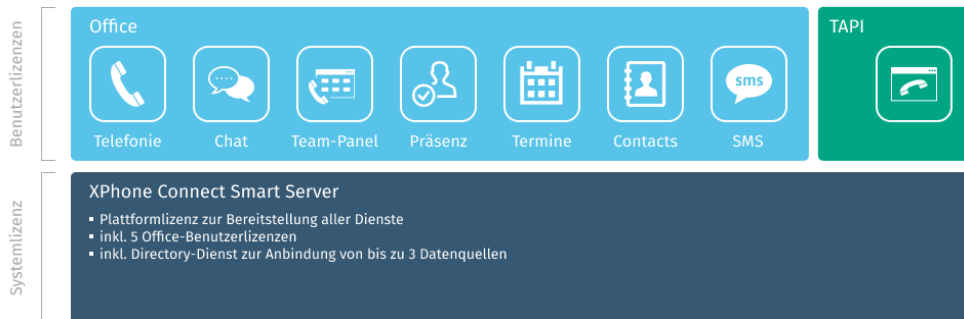 Benutzerlizenzen
Office
TAPI
sms
Telefonie
Chat
Team-Panel
Präsenz
Termine
Contacts
SMS
Systemlizenz
XPhone Connect Smart Server
▪ Plattformlizenz zur Bereitstellung aller Dienste
▪ inkl. 5 Office-Benutzerlizenzen
▪ inkl. Directory-Dienst zur Anbindung von bis zu 3 Datenquellen